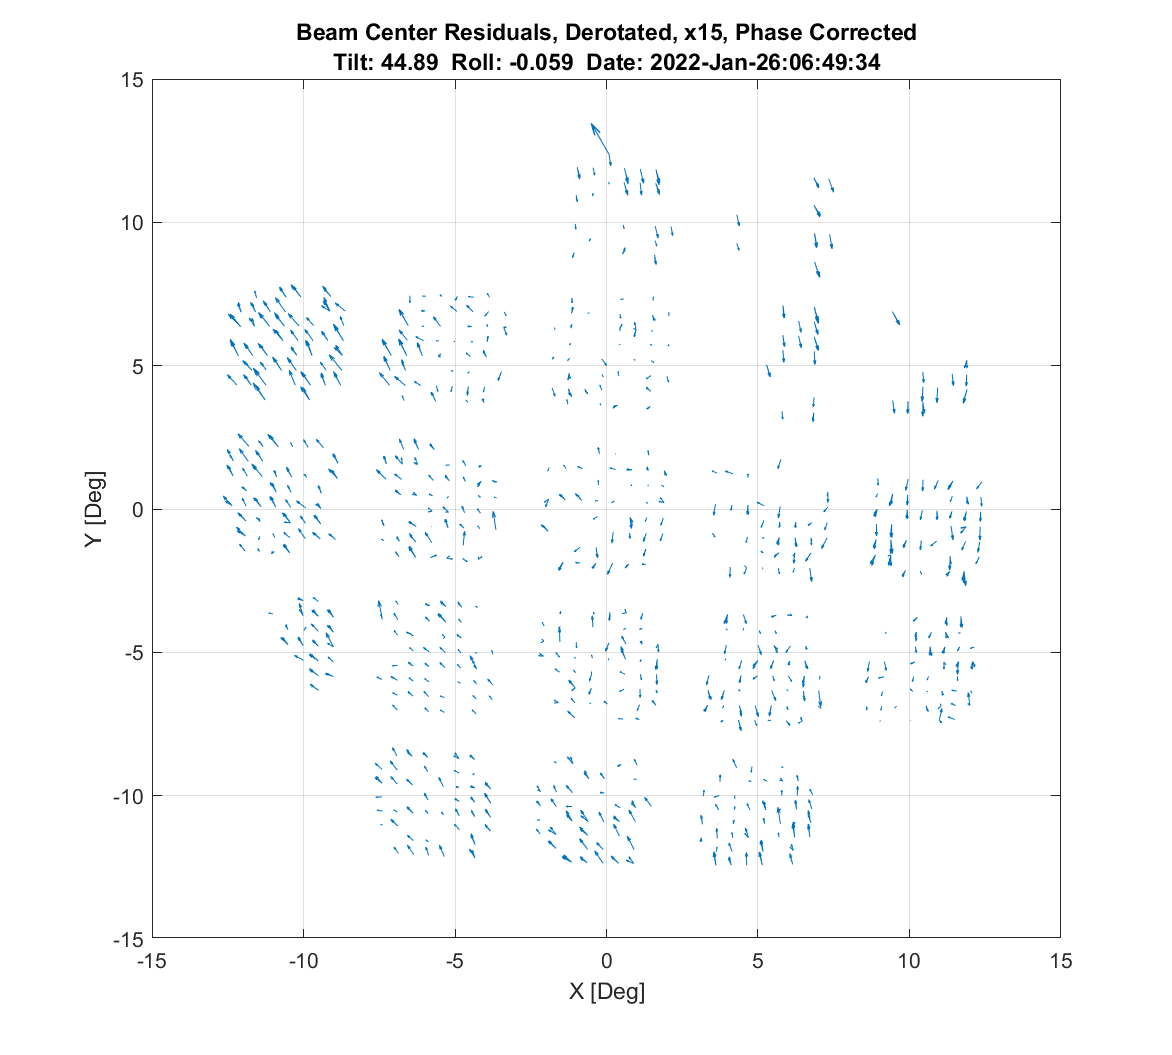 Beam Center Residuals, Derotated, x15, Phase Corrected
Tilt: 44.89 Roll: -0.059 Date: 2022-Jan-26:06:49:34
15
10
5
0
-5
-10
-15
Y [Deg]
-15 -10 -5 0 5 10 15
X [Deg]